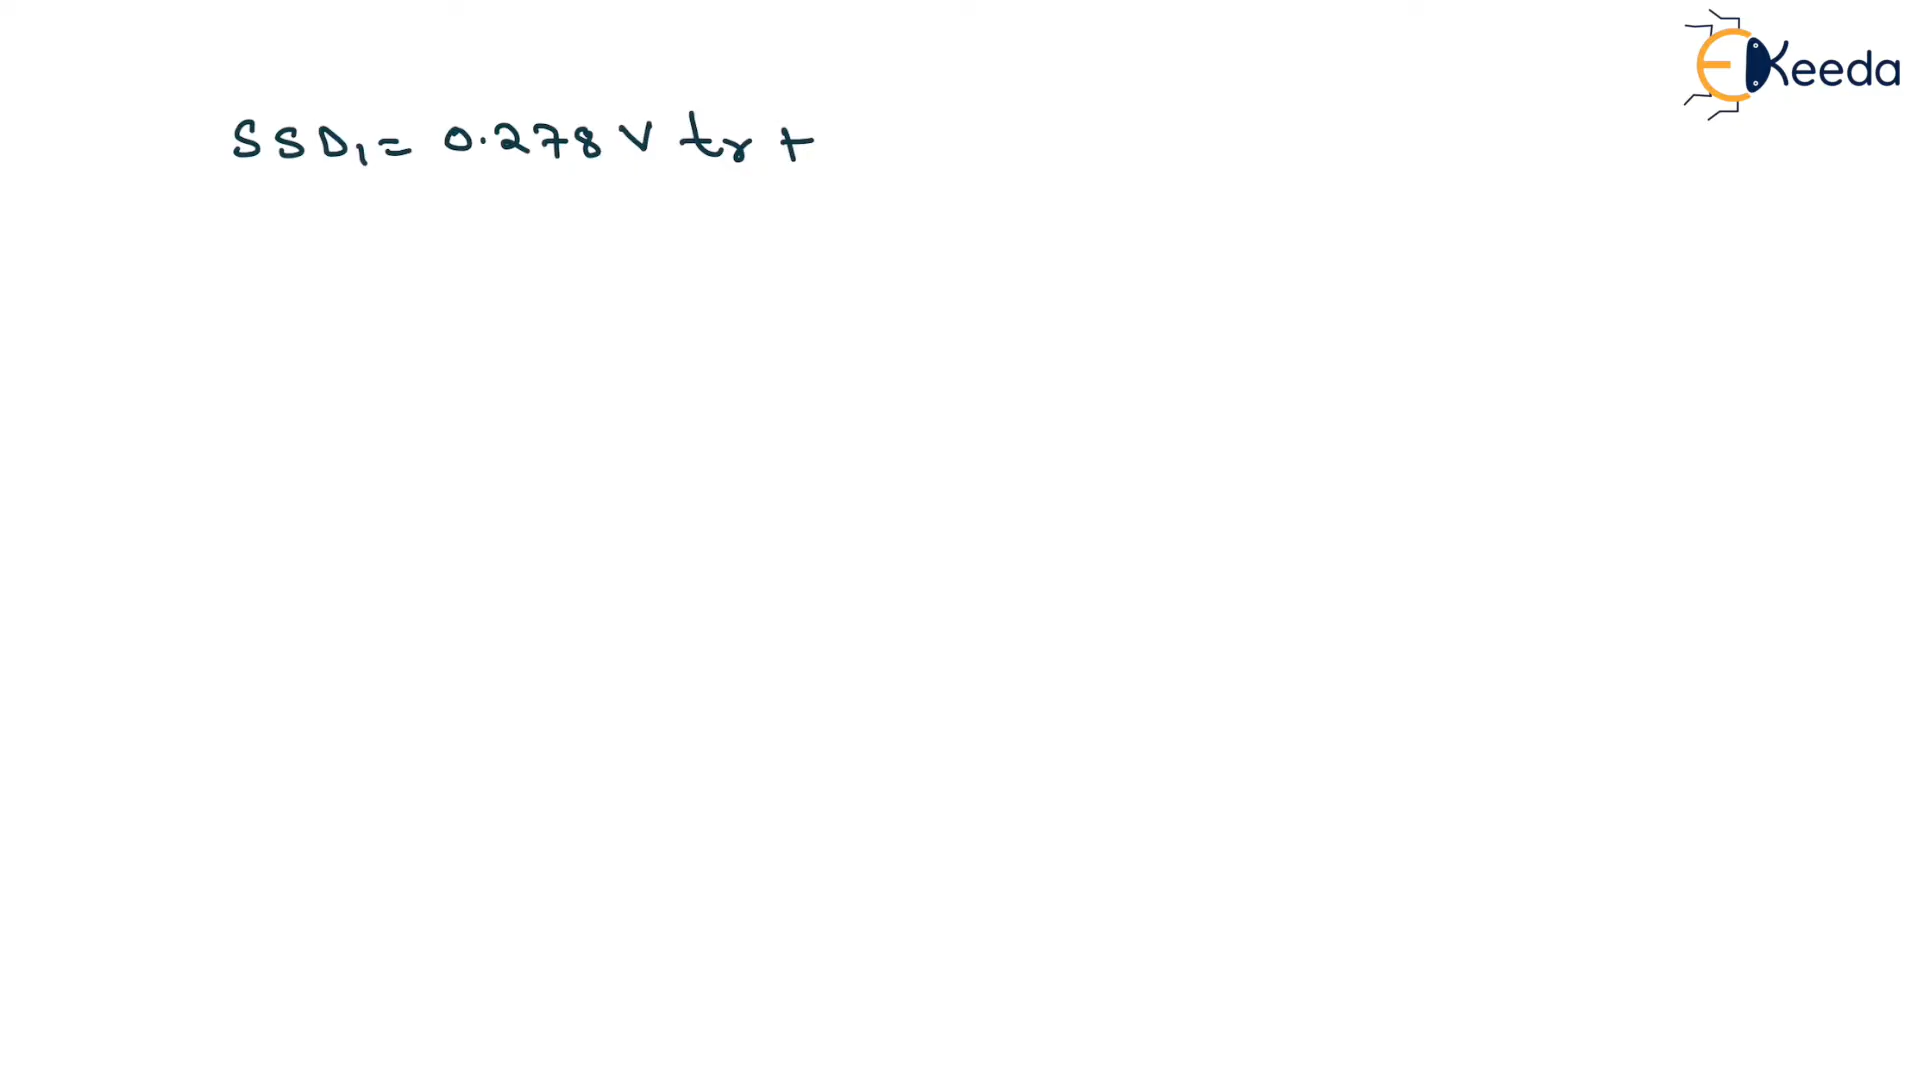 EKeeda
SSD₁ = 0.278 V tr +